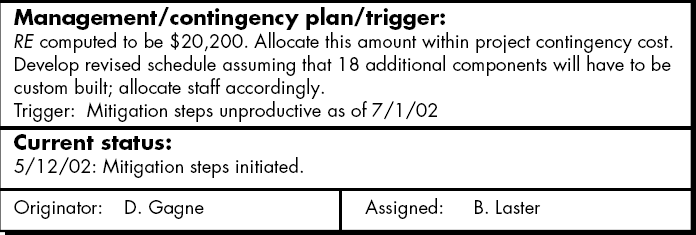 Management/contingency plan/trigger:
RE computed to be $20,200. Allocate this amount within project contingency cost.
Develop revised schedule assuming that 18 additional components will have to be
custom built; allocate staff accordingly.
Trigger: Mitigation steps unproductive as of 7/1/02
Current status:
5/12/02: Mitigation steps initiated.
Originator: D. Gagne Assigned: B. Laster